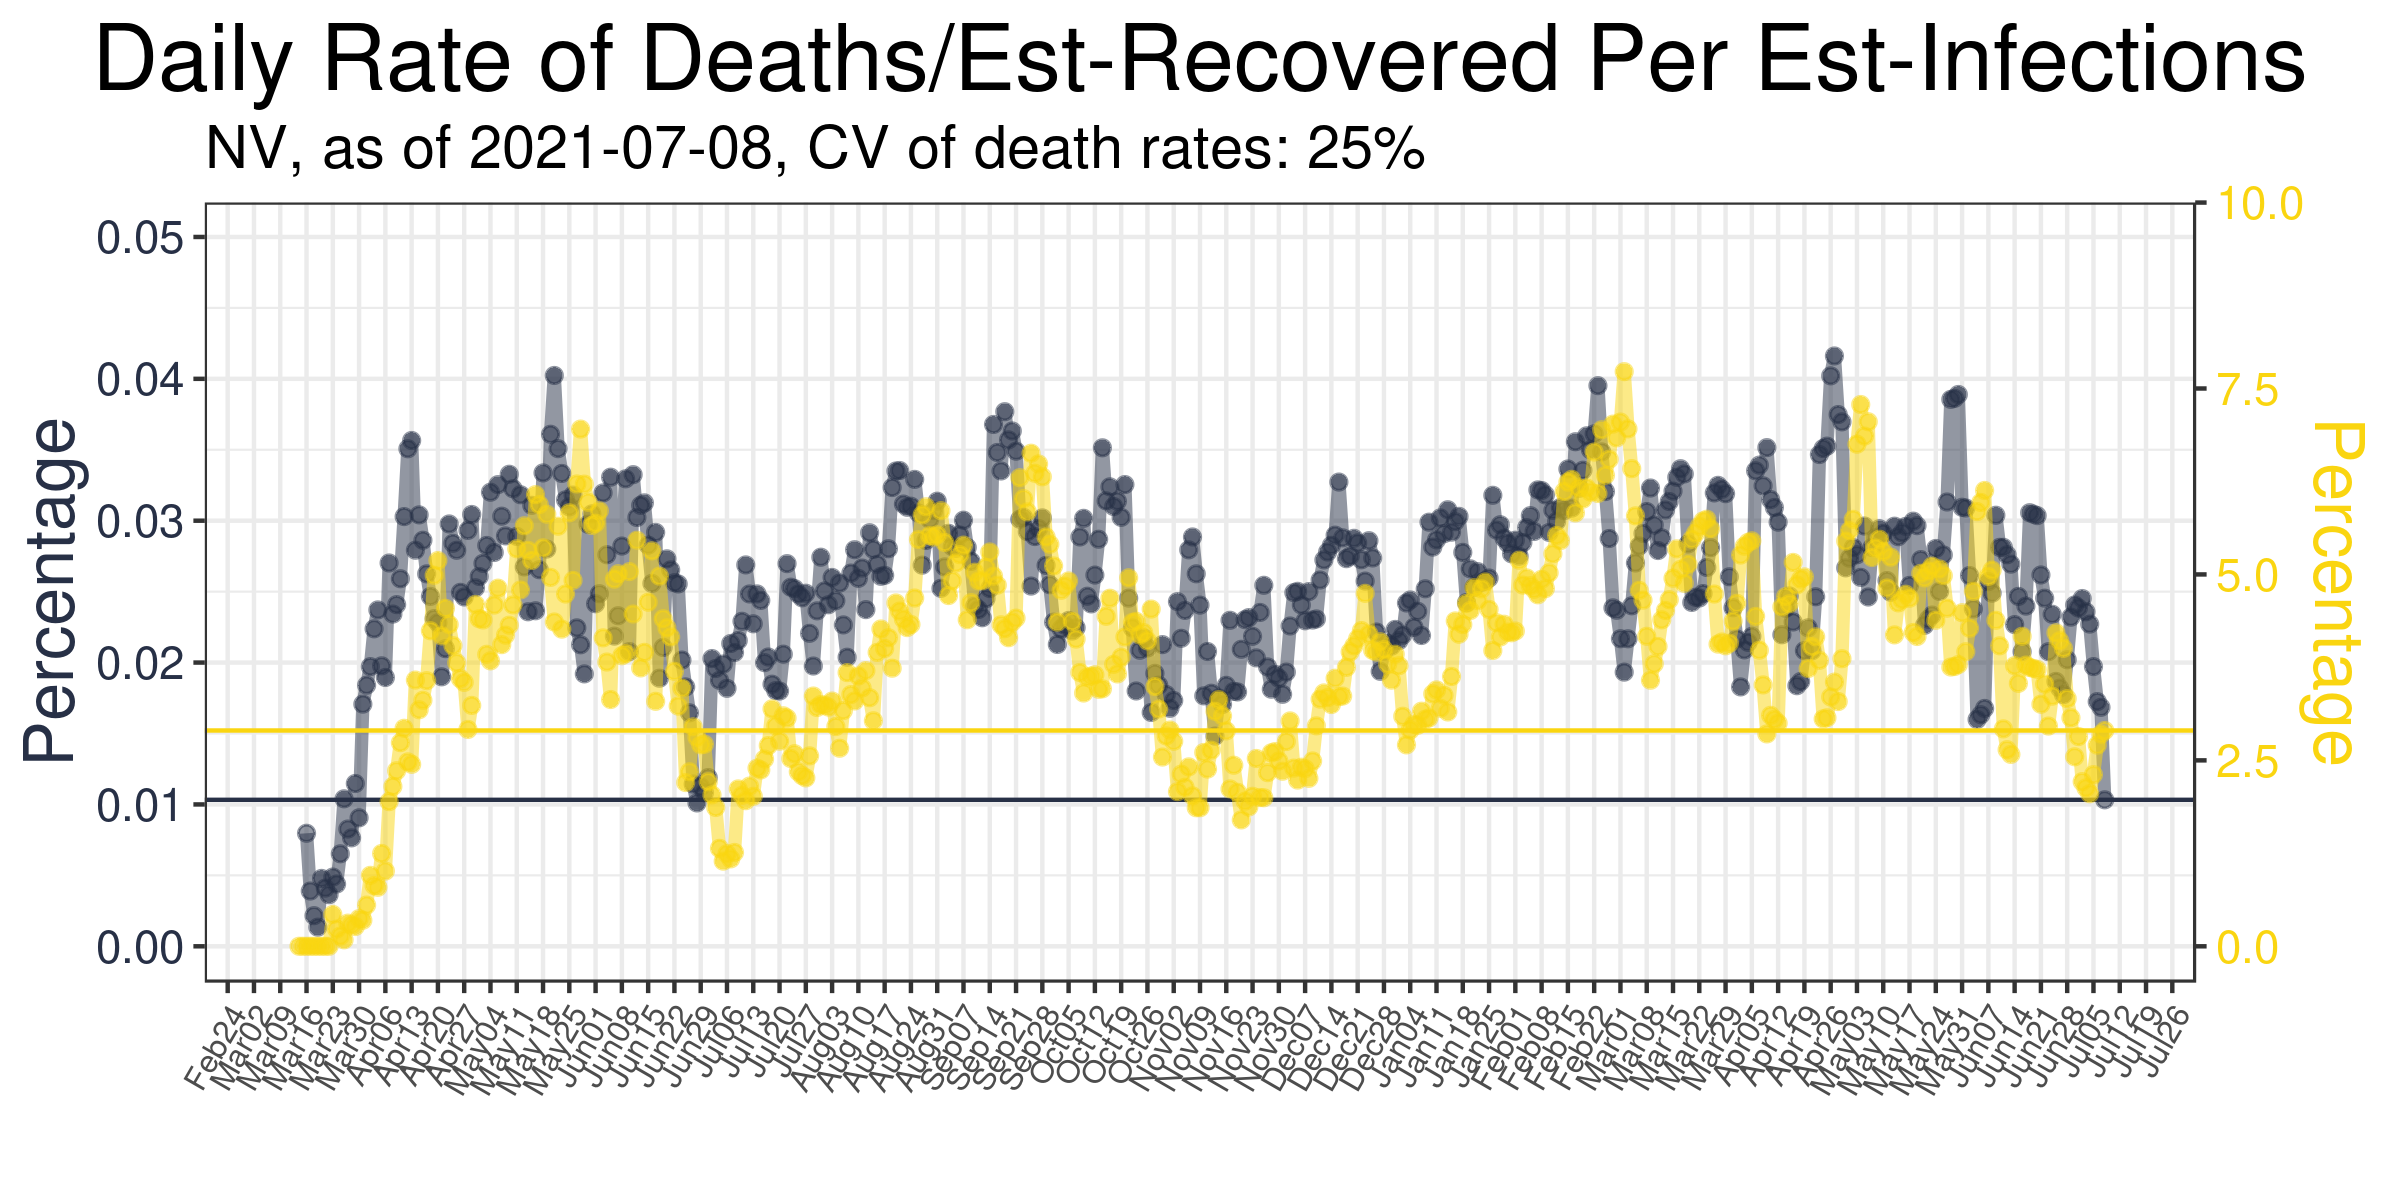 Daily Rate of Deaths/Est-Recovered Per Est-Infections
NV, as of 2021-07-08, CV of death rates: 25%
Percentage
0.05
0.04
0.03
0.02
0.01
0.00
10.0
7.5
5.0
2.5
0.0
Percentage
Feb24 Mar02 Mar09 Mar16 Mar23 Mar30 Apr06 Apr13 Apr20 Apr27 May04 May11 May18 May25 Jun01 Jun08 Jun15 Jun22 Jun29 Jul06 Jul13 Jul20 Jul27 Aug03 Aug10 Aug17 Aug24 Aug31 Sep07 Sep14 Sep21 Sep28 Oct05 Oct12 Oct19 Oct26 Nov02 Nov09 Nov16 Nov23 Nov30 Dec07 Dec14 Dec21 Dec28 Jan04 Jan11 Jan18 Jan25 Feb01 Feb08 Feb15 Feb22 Mar01 Mar08 Mar15 Mar22 Mar29 Apr05 Apr12 Apr19 Apr26 May03 May10 May17 May24 May31 Jun07 Jun14 Jun21 Jun28 Jul05 Jul12 Jul19 Jul26